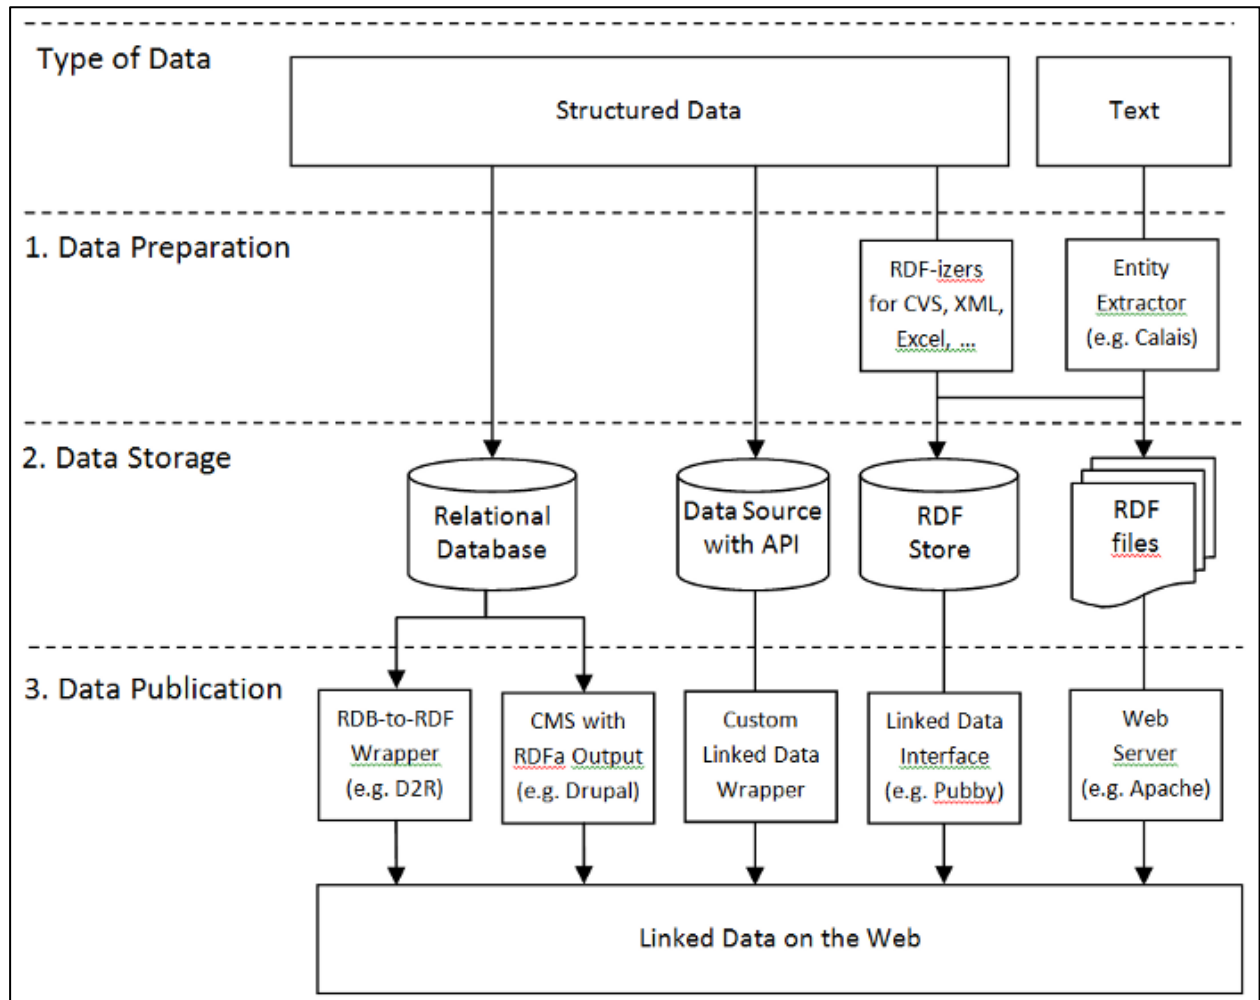 Type of Data
Structured Data
Text
1. Data Preparation
RDF-izers
for CVS, XML,
Excel, ...
Entity
Extractor
(e.g. Calais)
2. Data Storage
Relational
Database
Data Source
with API
RDF
Store
RDF
files
3. Data Publication
RDB-to-RDF
Wrapper
(e.g. D2R)
CMS with
RDFa Output
(e.g. Drupal)
Custom
Linked Data
Wrapper
Linked Data
Interface
(e.g. Pubby)
Web
Server
(e.g. Apache)
Linked Data on the Web